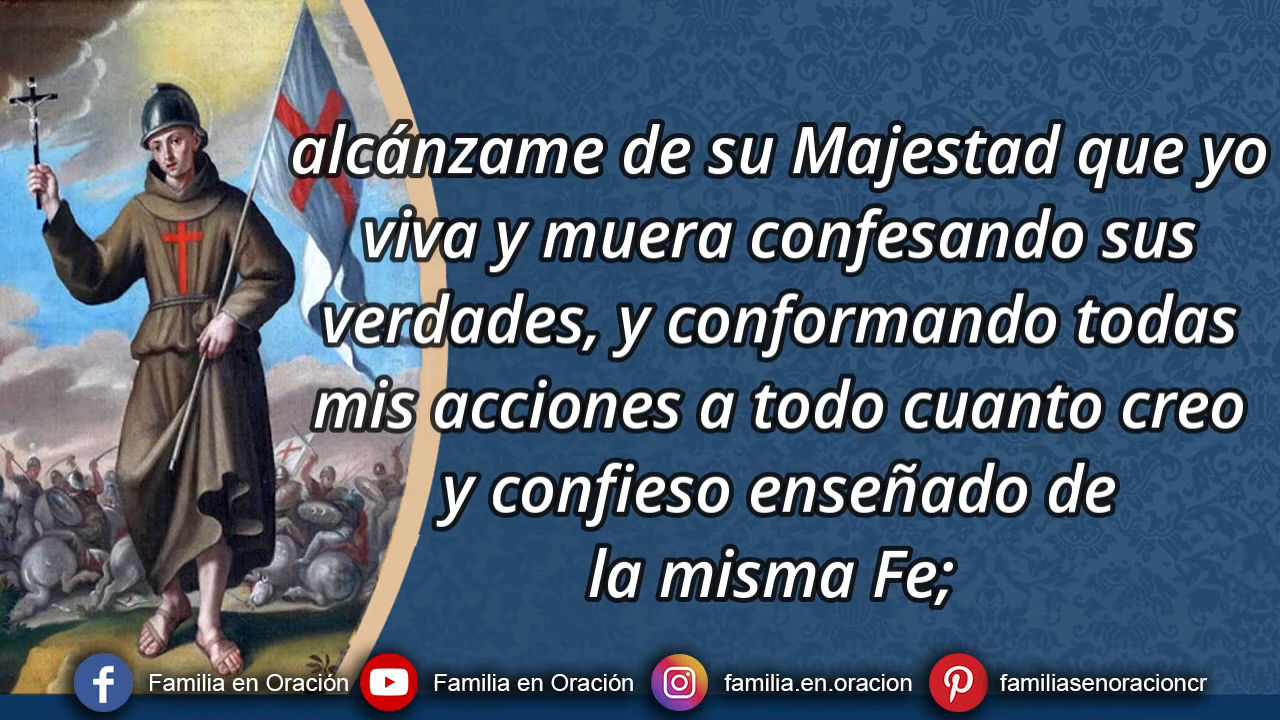 alcánzame de su Majestad que yo
viva y muera confesando sus
verdades, y conformando todas
mis acciones a todo cuanto creo
y confieso enseñado de
la misma Fe;
Familia en Oración
Familia en Oración
familia.en.oracion
familiasenoracioncr